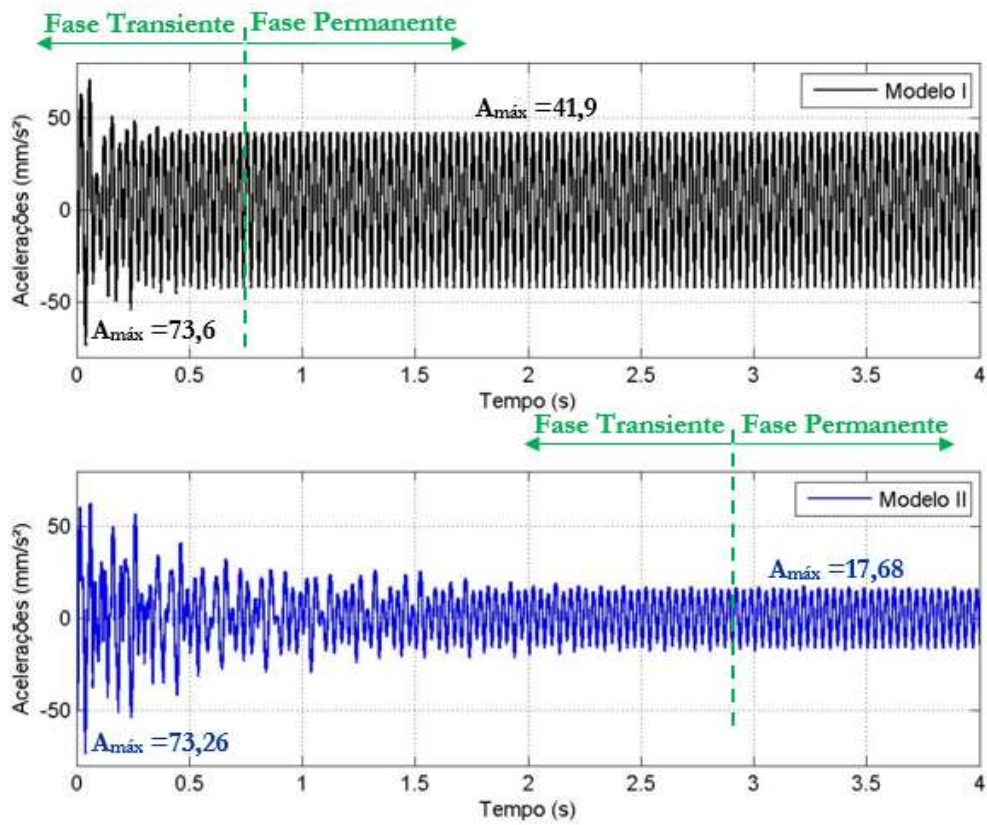 Fase Transiente Fase Permanente
Acelerações (mm/s²)
50
0
-50
Amáx =41,9
Modelo I
Amáx =73,6
0 0.5 1 1.5 2 2.5 3 3.5 4
Tempo (s)
Fase Transiente Fase Permanente
Acelerações (mm/s²)
50
0
-50
Modelo II
Amáx =17,68
Amáx =73,26
0 0.5 1 1.5 2 2.5 3 3.5 4
Tempo (s)